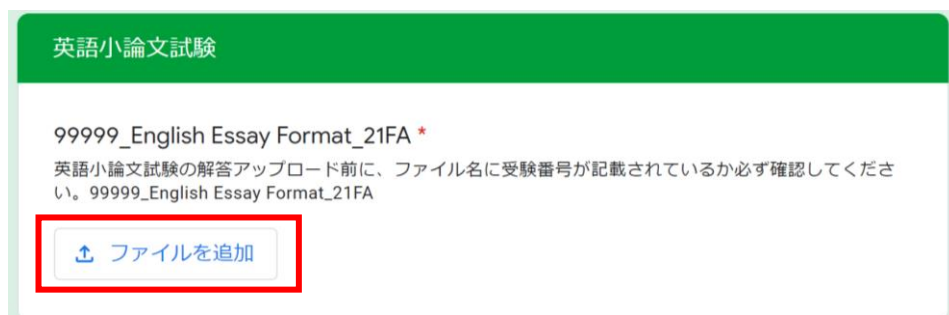 英語小論文試験
99999_English Essay Format_21FA *
英語小論文試験の解答アップロード前に、ファイル名に受験番号が記載されているか必ず確認してくださ
い。99999_English Essay Format_21FA
ファイルを追加